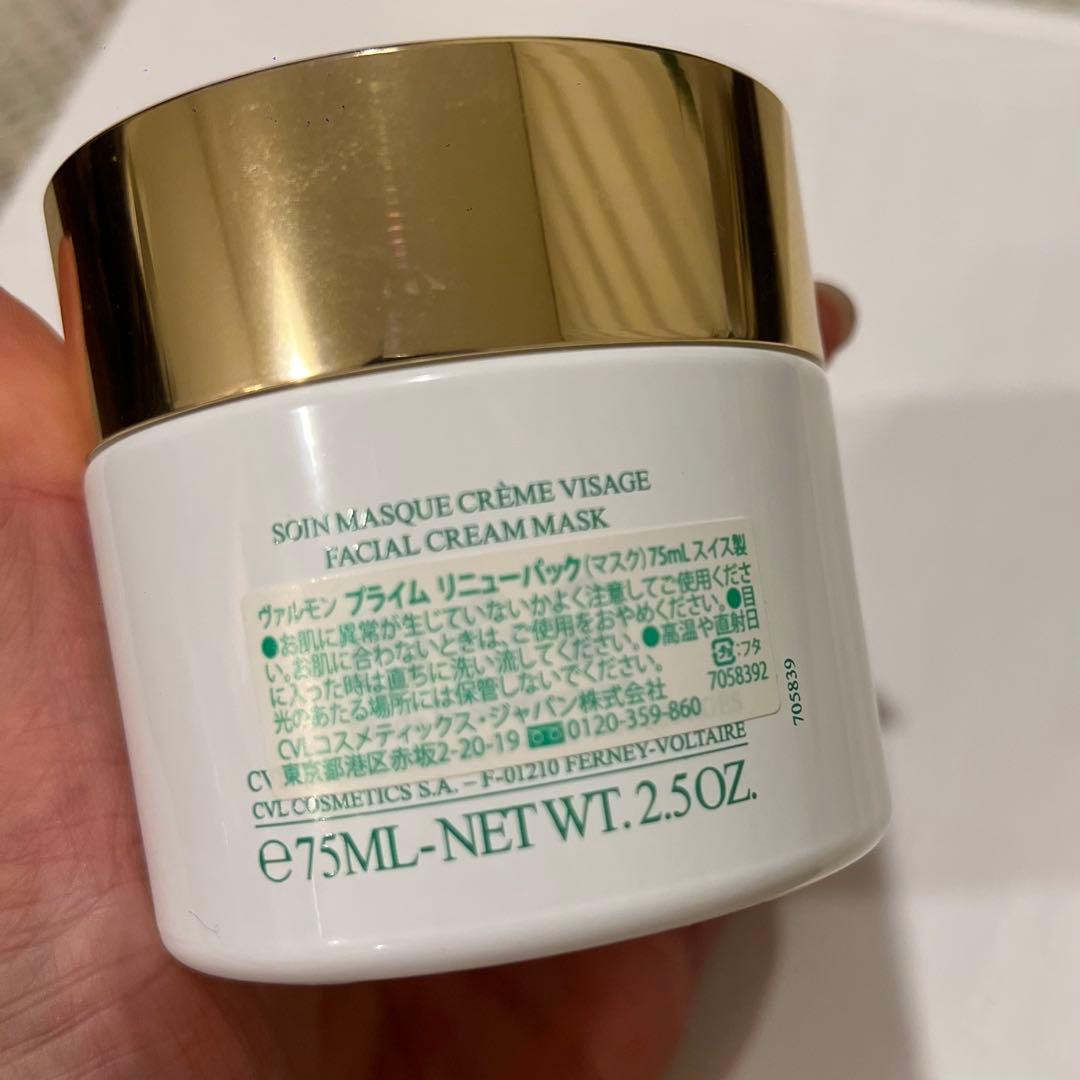 SOIN MASQUE CRÈME VISAGE
FACIAL CREAM MASK
ヴァルモン プライム リニューパック(マスク)75mL スイス製
●お肌に異常が生じていないかよく注意してご使用くださ
い。お肌に合わないときは、ご使用をおやめください。●目
に入った時は直ちに洗い流してください。●高温や直射日
光のあたる場所には保管しないでください。
プラ :フタ
CVLコスメティックス・ジャパン株式会社
7058392
東京都港区赤坂2-20-19 0120-359-860
705839
CVL COSMETICS S.A. – F-01210 FERNEY-VOLTAIRE
℮75ML-NET WT. 2.5OZ.